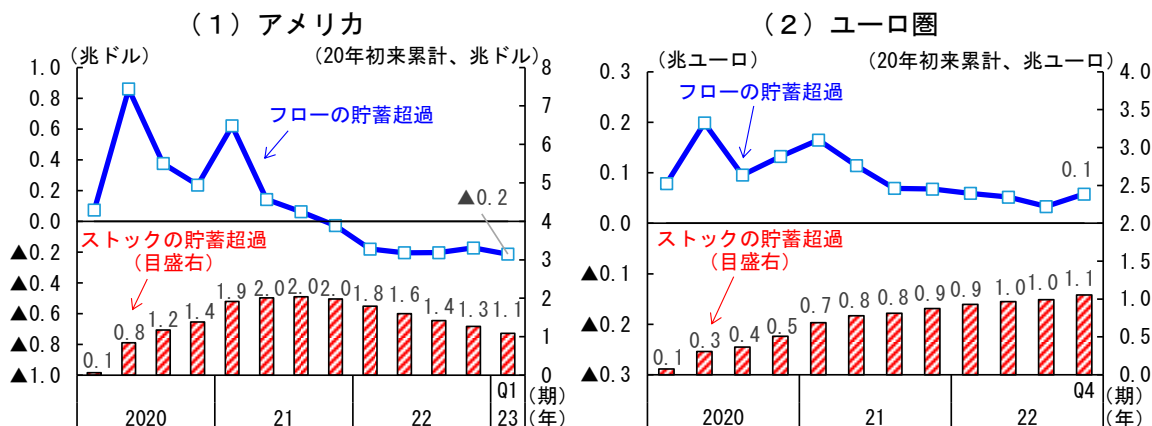 （１）アメリカ
(兆ドル)
(20年初来累計、兆ドル)
1.0
0.8
0.6
0.4
0.2
0.0
▲0.2
▲0.4
▲0.6
▲0.8
▲1.0
8
7
6
5
4
3
2
1
0
フローの貯蓄超過
▲0.2
ストックの貯蓄超過
（目盛右）
0.1 0.8 1.2 1.4 1.9 2.0 2.0 2.0 1.8 1.6 1.4 1.3 1.1
Q1
(期)
2020 21 22 23 (年)
（２）ユーロ圏
(兆ユーロ)
(20年初来累計、兆ユーロ)
0.3
0.2
0.1
0.0
▲0.1
▲0.2
▲0.3
4.0
3.5
3.0
2.5
2.0
1.5
1.0
0.5
0.0
フローの貯蓄超過
0.1
ストックの貯蓄超過
（目盛右）
0.1 0.3 0.4 0.5 0.7 0.8 0.8 0.9 0.9 1.0 1.0 1.1
Q4
(期)
2020 21 22 (年)